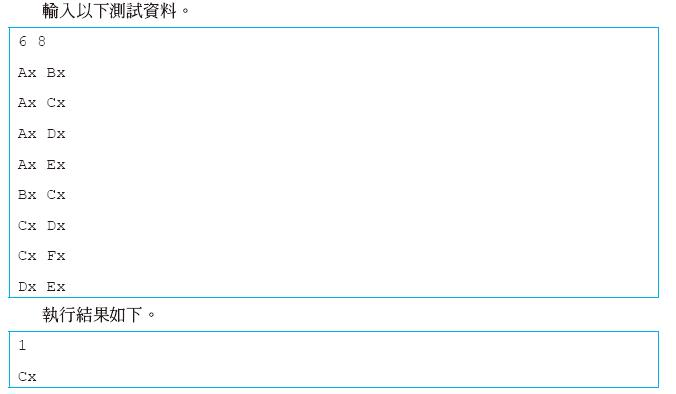 輸入以下測試資料。
6 8
Ax Bx
Ax Cx
Ax Dx
Ax Ex
Bx Cx
Cx Dx
Cx Fx
Dx Ex
執行結果如下。
1
Cx